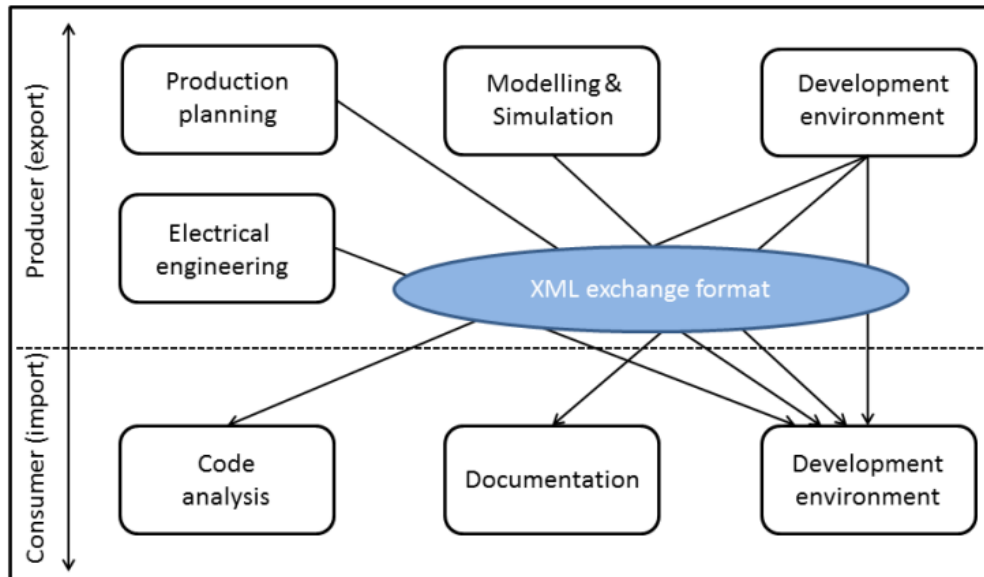 Producer (export)
Production
planning
Modelling &
Simulation
Development
environment
Electrical
engineering
XML exchange format
Consumer (import)
Code
analysis
Documentation
Development
environment